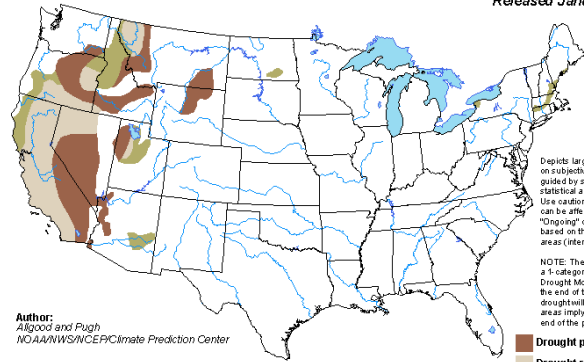 Released Jan
Depicts larg
on subjectiv
guided by s
statistical a
Use caution
can be affe
"Ongoing" d
based on th
areas (inter
NOTE: The
a 1-categor
Drought Mo
the end of t
drought will
areas imply
end of the p
Author:
Allgood and Pugh
NOAA/NWS/NCEP/Climate Prediction Center
Drought p